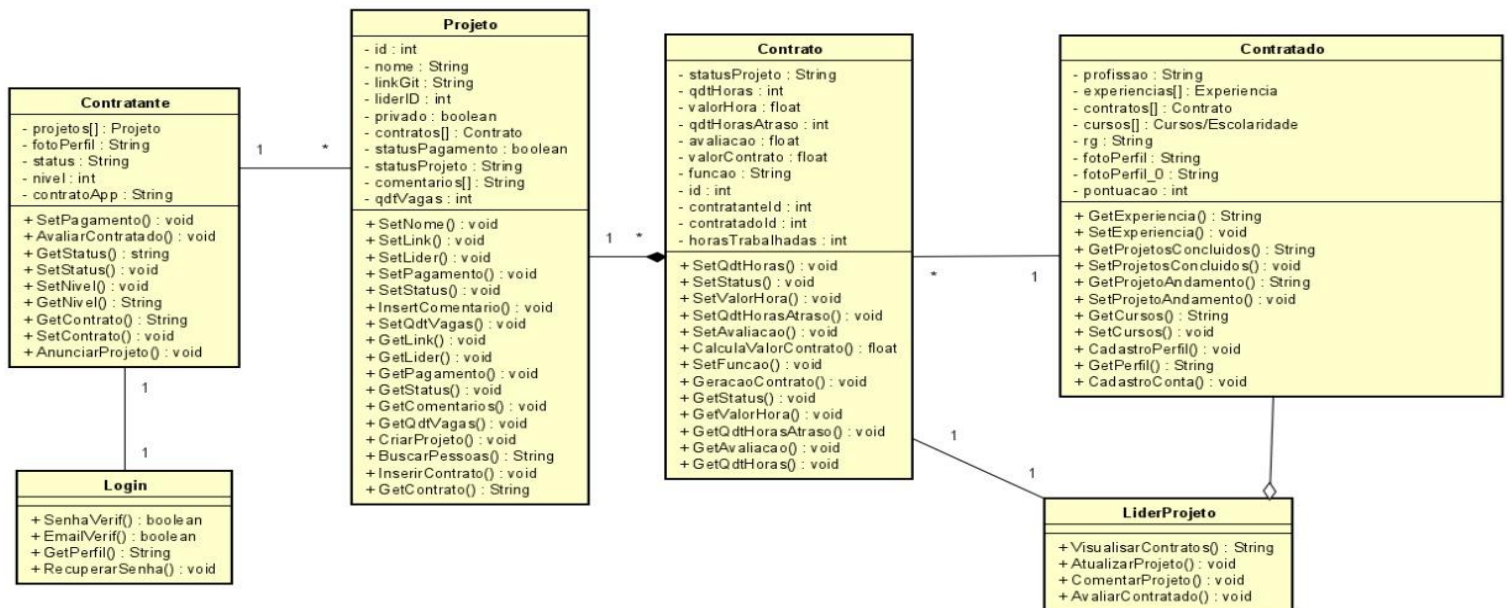 Contratante
- projetos[] : Projeto
- fotoPerfil : String
- status : String
- nivel : int
- contratoApp : String
+ SetPagamento() : void
+ AvaliarContratado() : void
+ GetStatus() : string
+ SetStatus() : void
+ SetNivel() : void
+ GetNivel() : String
+ GetContrato() : String
+ SetContrato() : void
+ AnunciarProjeto() : void
1
1
Login
+ SenhaVerif() : boolean
+ EmailVerif() : boolean
+ GetPerfil() : String
+ RecuperarSenha() : void
1
*
Projeto
- id : int
- nome : String
- linkGit : String
- liderID : int
- privado : boolean
- contratos[] : Contrato
- statusPagamento : boolean
- statusProjeto : String
- comentarios[] : String
- qdtVagas : int
+ SetNome() : void
+ SetLink() : void
+ SetLider() : void
+ SetPagamento() : void
+ SetStatus() : void
+ InsertComentario() : void
+ SetQdtVagas() : void
+ GetLink() : void
+ GetLider() : void
+ GetPagamento() : void
+ GetStatus() : void
+ GetComentarios() : void
+ GetQdtVagas() : void
+ CriarProjeto() : void
+ BuscarPessoas() : String
+ InserirContrato() : void
+ GetContrato() : String
1 *
Contrato
- statusProjeto : String
- qdtHoras : int
- valorHora : float
- qdtHorasAtraso : int
- avaliacao : float
- valorContrato : float
- funcao : String
- id : int
- contratanteId : int
- contratadoId : int
- horasTrabalhadas : int
+ SetQdtHoras() : void
+ SetStatus() : void
+ SetValorHora() : void
+ SetQdtHorasAtraso() : void
+ SetAvaliacao() : void
+ CalculaValorContrato() : float
+ SetFuncao() : void
+ GeracaoContrato() : void
+ GetStatus() : void
+ GetValorHora() : void
+ GetQdtHorasAtraso() : void
+ GetAvaliacao() : void
+ GetQdtHoras() : void
*
1
Contratado
- profissao : String
- experiencias[] : Experiencia
- contratos[] : Contrato
- cursos[] : Cursos/Escolaridade
- rg : String
- fotoPerfil : String
- fotoPerfil_0 : String
- pontuacao : int
+ GetExperiencia() : String
+ SetExperiencia() : void
+ GetProjetosConcluidos() : String
+ SetProjetosConcluidos() : void
+ GetProjetoAndamento() : String
+ SetProjetoAndamento() : void
+ GetCursos() : String
+ SetCursos() : void
+ CadastroPerfil() : void
+ GetPerfil() : String
+ CadastroConta() : void
1
1
LiderProjeto
+ VisualisarContratos() : String
+ AtualizarProjeto() : void
+ ComentarProjeto() : void
+ AvaliarContratado() : void